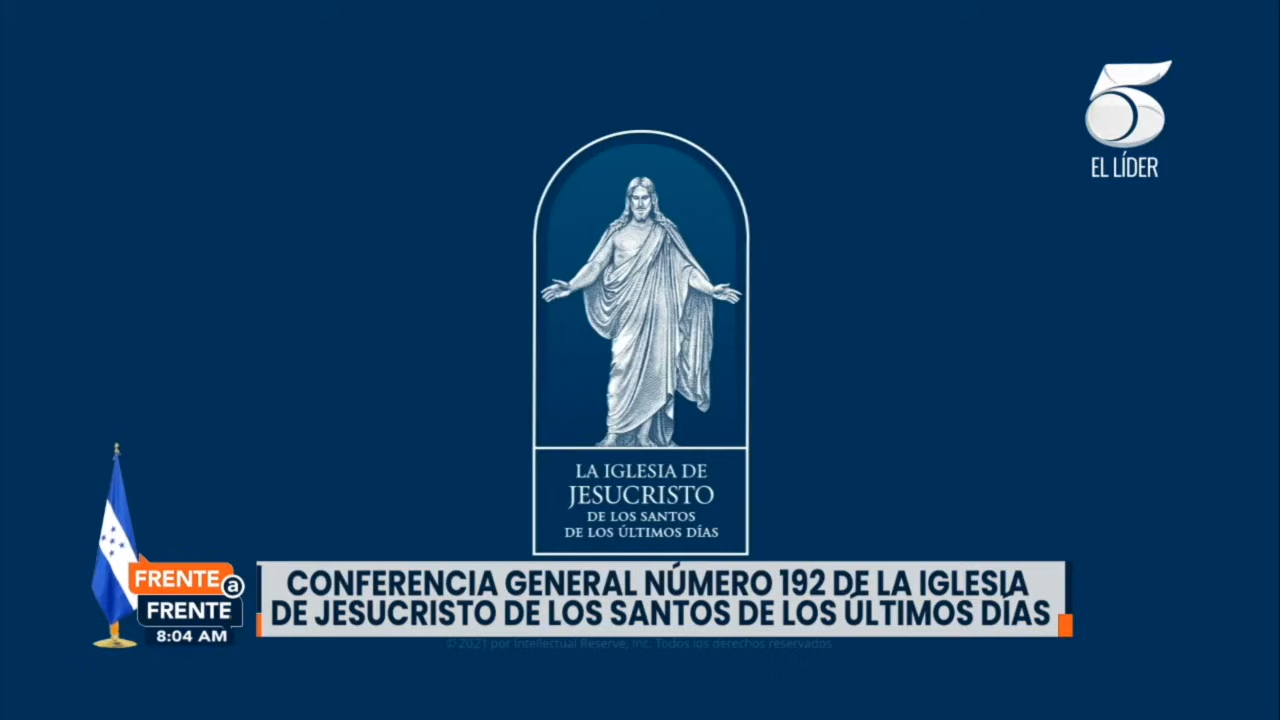 5
EL LÍDER
LA IGLESIA DE
JESUCRISTO
DE LOS SANTOS
DE LOS ÚLTIMOS DÍAS
FRENTE a
FRENTE
8:04 AM
CONFERENCIA GENERAL NÚMERO 192 DE LA IGLESIA
DE JESUCRISTO DE LOS SANTOS DE LOS ÚLTIMOS DÍAS
©2021 por Intellectual Reserve, Inc. Todos los derechos reservados